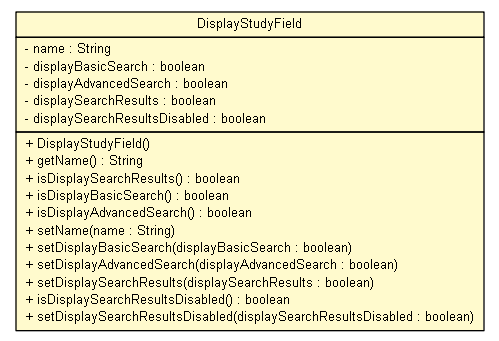 DisplayStudyField
- name : String
- displayBasicSearch : boolean
- displayAdvancedSearch : boolean
- displaySearchResults : boolean
- displaySearchResultsDisabled : boolean
+ DisplayStudyField()
+ getName() : String
+ isDisplaySearchResults() : boolean
+ isDisplayBasicSearch() : boolean
+ isDisplayAdvancedSearch() : boolean
+ setName(name : String)
+ setDisplayBasicSearch(displayBasicSearch : boolean)
+ setDisplayAdvancedSearch(displayAdvancedSearch : boolean)
+ setDisplaySearchResults(displaySearchResults : boolean)
+ isDisplaySearchResultsDisabled() : boolean
+ setDisplaySearchResultsDisabled(displaySearchResultsDisabled : boolean)